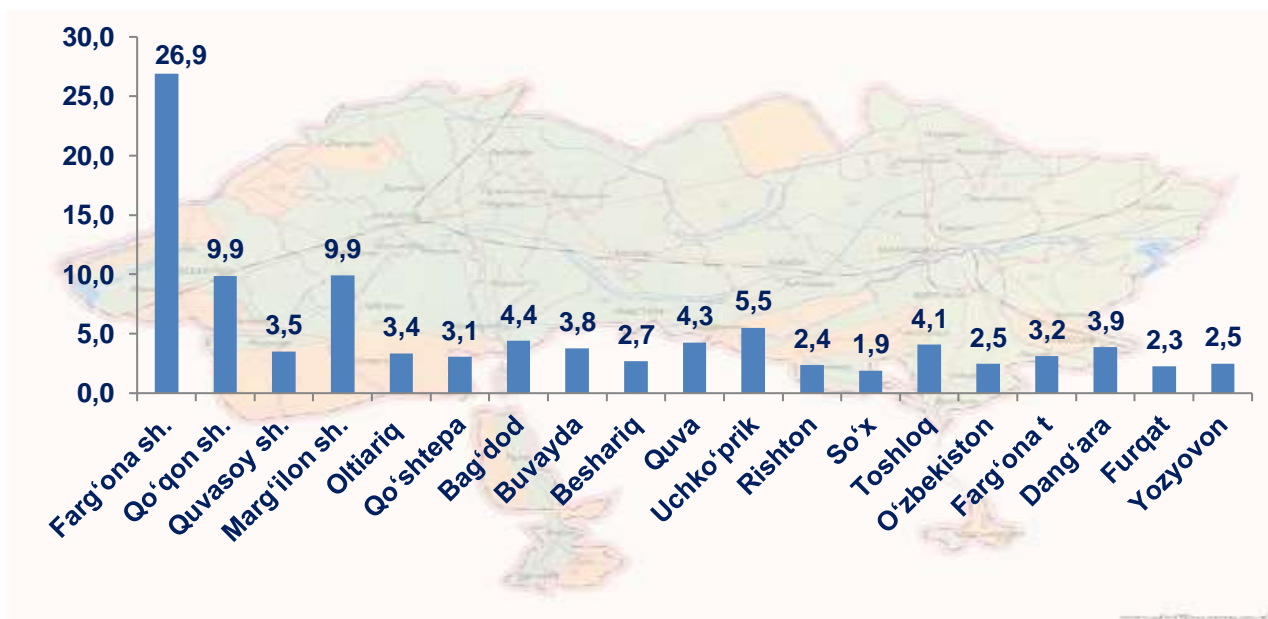 30,0
25,0
20,0
15,0
10,0
5,0
0,0
26,9
9,9
3,5
9,9
3,4
3,1
4,4
3,8
2,7
4,3
5,5
2,4
1,9
4,1
2,5
3,2
3,9
2,3
2,5
Farg‘ona sh.
Qo‘qon sh.
Quvasoy sh.
Marg‘ilon sh.
Oltiariq
Qo‘shtepa
Bag‘dod
Buvayda
Beshariq
Quva
Uchko‘prik
Rishton
So‘x
Toshloq
O‘zbekiston
Farg‘ona t
Dang‘ara
Furqat
Yozyovon